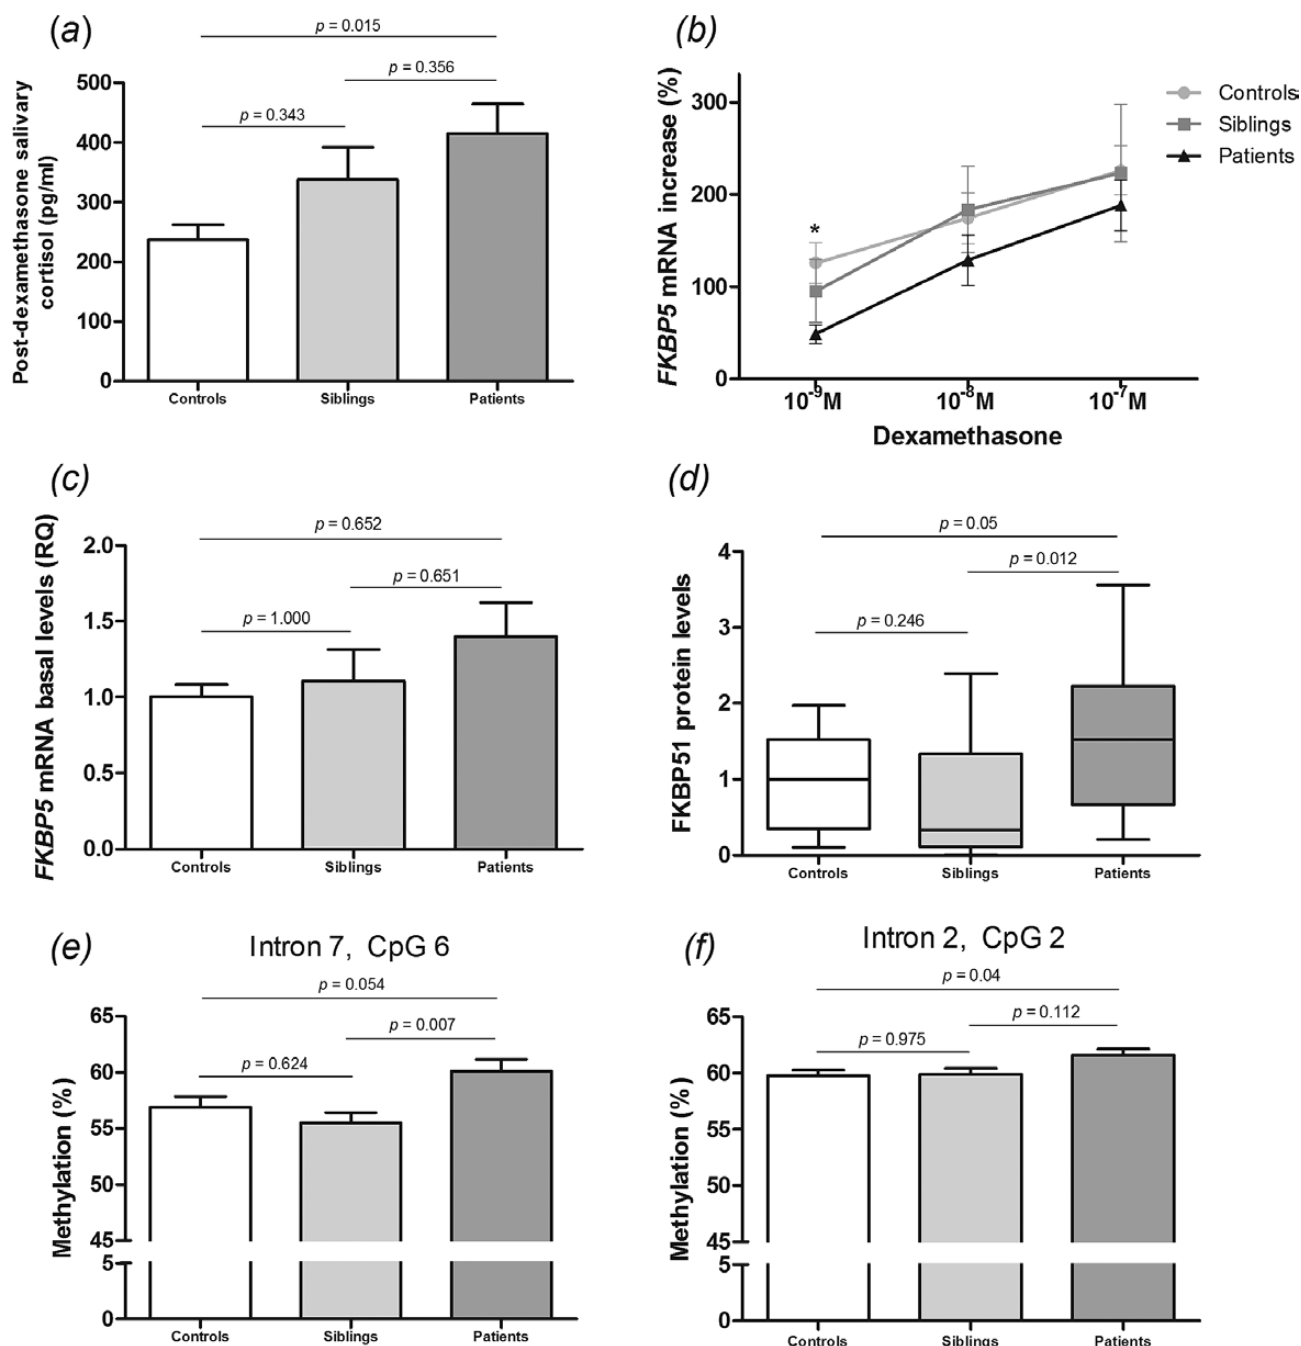 (a)
p = 0.015
p = 0.356
p = 0.343
Post-dexamethasone salivary
cortisol (pg/ml)
500
400
300
200
100
0
Controls
Siblings
Patients
(b)
FKBP5 mRNA increase (%)
300
200
100
0
*
10-9M
10-8M
10-7M
Dexamethasone
Controls
Siblings
Patients
(c)
p = 0.652
p = 0.651
p = 1.000
FKBP5 mRNA basal levels (RQ)
2.0
1.5
1.0
0.5
0.0
Controls
Siblings
Patients
(d)
p = 0.05
p = 0.012
p = 0.246
FKBP51 protein levels
4
3
2
1
0
Controls
Siblings
Patients
(e)
Intron 7, CpG 6
p = 0.054
p = 0.007
p = 0.624
Methylation (%)
65
60
55
50
45
5
0
Controls
Siblings
Patients
(f)
Intron 2, CpG 2
p = 0.04
p = 0.112
p = 0.975
Methylation (%)
65
60
55
50
45
5
0
Controls
Siblings
Patients